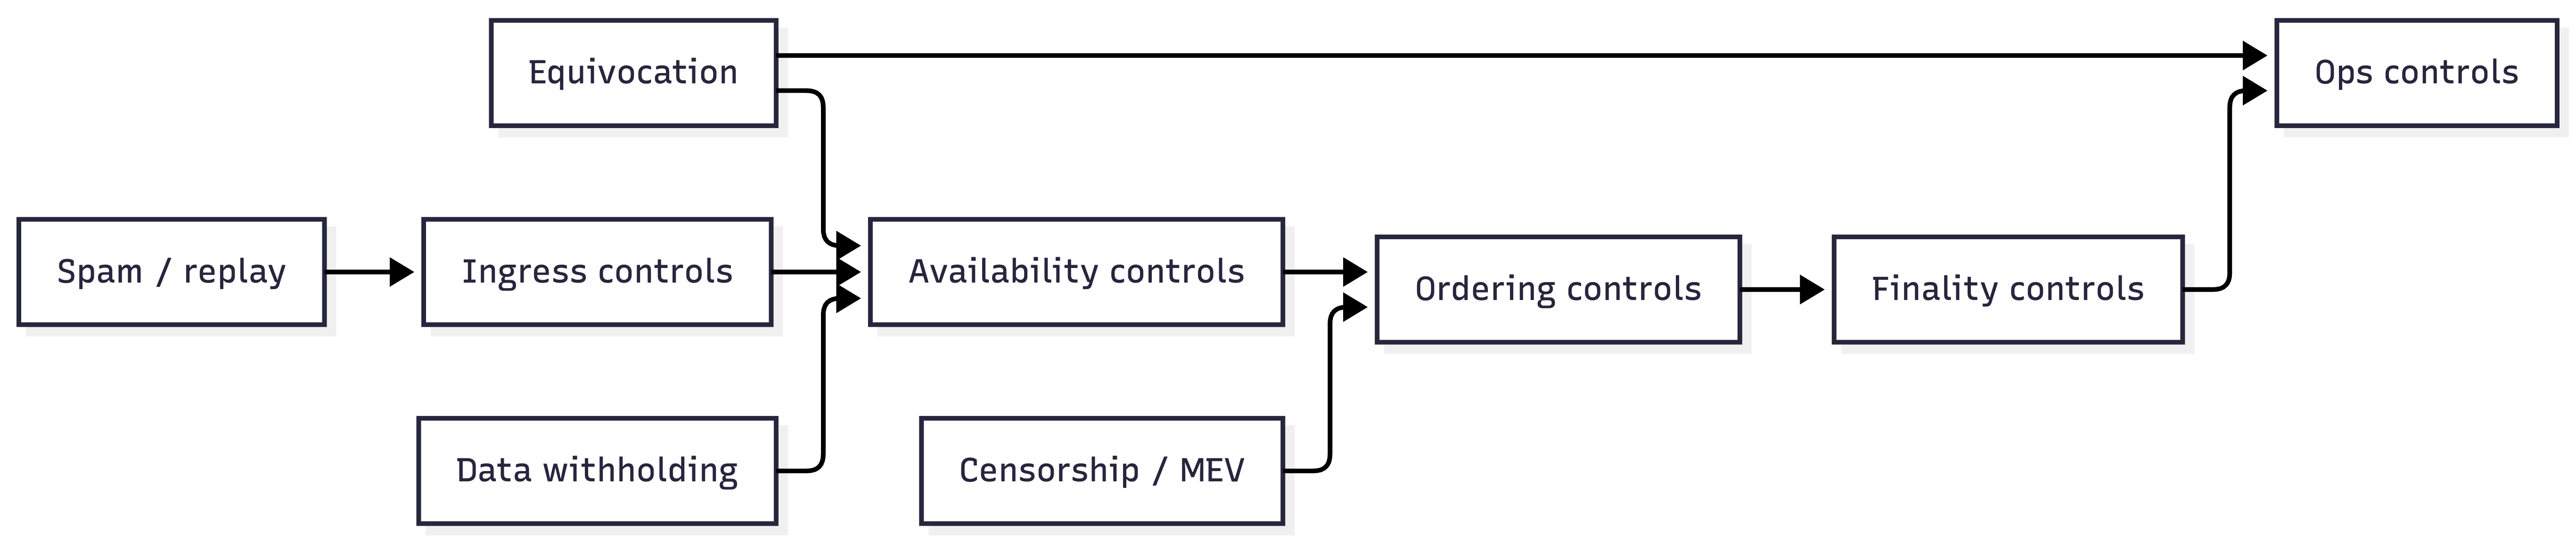 Equivocation
Ops controls
Spam / replay
Ingress controls
Availability controls
Ordering controls
Finality controls
Data withholding
Censorship / MEV